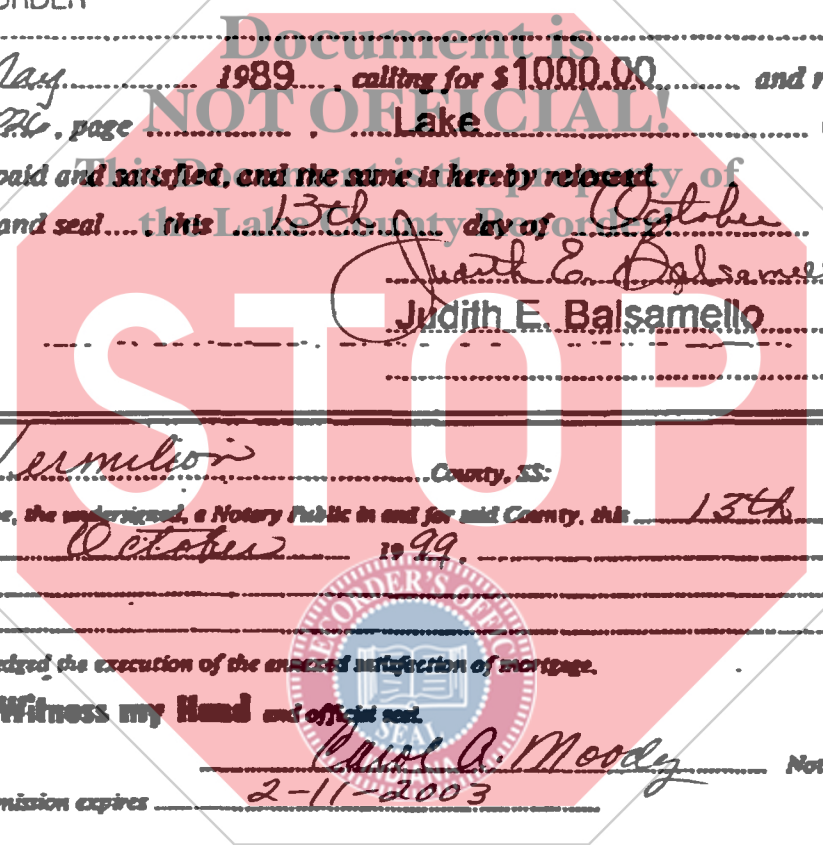 ORDER
Document is
May 1989, calling for $1000.00 and
NOT OFFICIAL!
, page , Lake
paid and satisfied, and the same is hereby released.
This Document is the property of
and seal , this 13th day of October
the Lake County Recorder!
Judith E. Balsamello
Judith E. Balsamello
STOP
Vermilion County, SS:
me, the undersigned, a Notary Public in and for said County, this 13th
October 1999,
RECORDER'S OFFICE
edged the execution of the annexed satisfaction of mortgage.
Witness my Hand and official seal.
SEAL
INDIANA
Carol A. Moody Not
mission expires 2-11-2003